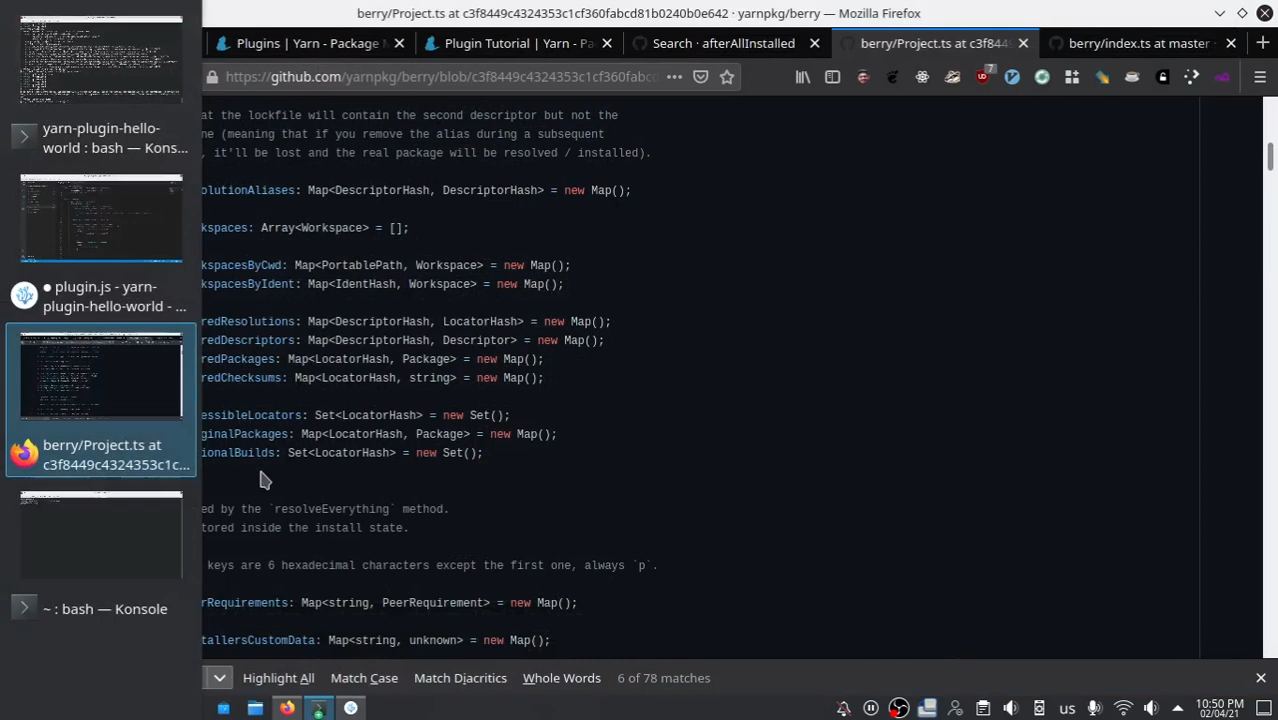 berry/Project.ts at c3f8449c4324353c1cf360fabcd81b0240b0e642 · yarnpkg/berry — Mozilla Firefox
Plugins | Yarn - Package
Plugin Tutorial | Yarn - P
Search · afterAllInstalled
berry/Project.ts at c3f8449
berry/index.ts at master ·
https://github.com/yarnpkg/berry/blob/c3f8449c4324353c1cf360fabcd
7
yarn-plugin-hello-
world : bash — Kons...
● plugin.js - yarn-
plugin-hello-world - ...
berry/Project.ts at
c3f8449c4324353c1c...
~ : bash — Konsole
at the lockfile will contain the second descriptor but not the
ne (meaning that if you remove the alias during a subsequent
, it'll be lost and the real package will be resolved / installed).
olutionAliases: Map<DescriptorHash, DescriptorHash> = new Map();
kspaces: Array<Workspace> = [];
kspacesByCwd: Map<PortablePath, Workspace> = new Map();
kspacesByIdent: Map<IdentHash, Workspace> = new Map();
redResolutions: Map<DescriptorHash, LocatorHash> = new Map();
redDescriptors: Map<DescriptorHash, Descriptor> = new Map();
redPackages: Map<LocatorHash, Package> = new Map();
redChecksums: Map<LocatorHash, string> = new Map();
essibleLocators: Set<LocatorHash> = new Set();
ginalPackages: Map<LocatorHash, Package> = new Map();
ionalBuilds: Set<LocatorHash> = new Set();
ed by the `resolveEverything` method.
tored inside the install state.
keys are 6 hexadecimal characters except the first one, always `p`.
rRequirements: Map<string, PeerRequirement> = new Map();
tallersCustomData: Map<string, unknown> = new Map();
Highlight All
Match Case
Match Diacritics
Whole Words
6 of 78 matches
us
10:50 PM
02/04/21